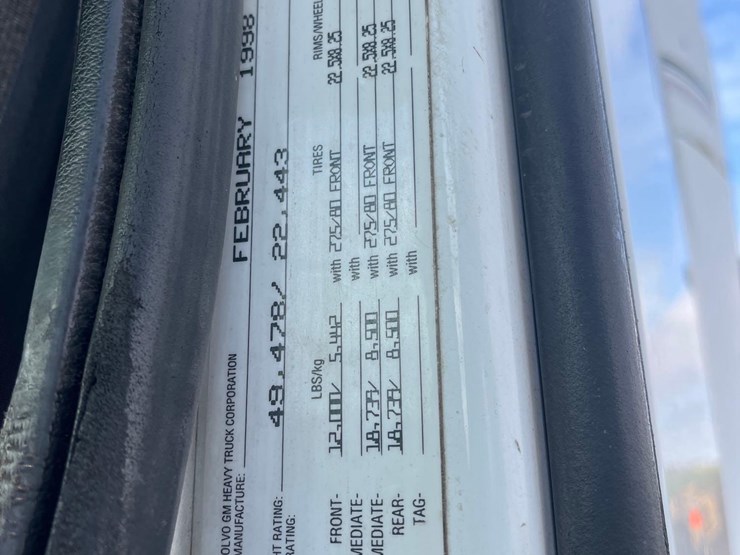 OLVO GM HEAVY TRUCK CORPORATION
MANUFACTURE: FEBRUARY 1998
HT RATING: 49,478/ 22,443
RATING:
LBS/kg TIRES RIMS/WHEEL
FRONT- 12,000/ 5,442 with 275/80 FRONT 22.5X8.25
MEDIATE- with
MEDIATE- 18,739/ 8,500 with 275/80 FRONT 22.5X8.25
REAR- 18,739/ 8,500 with 275/80 FRONT 22.5X8.25
TAG- with